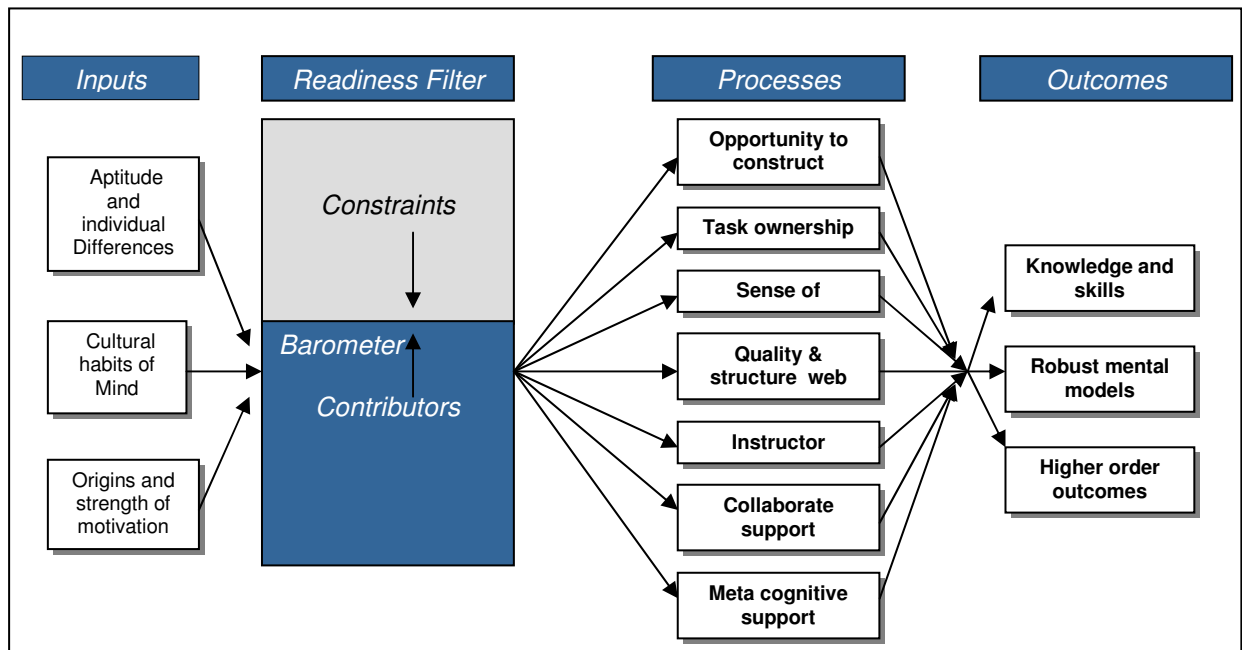 Inputs
Readiness Filter
Processes
Outcomes
Aptitude
and
individual
Differences
Cultural
habits of
Mind
Origins and
strength of
motivation
Constraints
Barometer
Contributors
Opportunity to
construct
Task ownership
Sense of
Quality &
structure web
Instructor
Collaborate
support
Meta cognitive
support
Knowledge and
skills
Robust mental
models
Higher order
outcomes